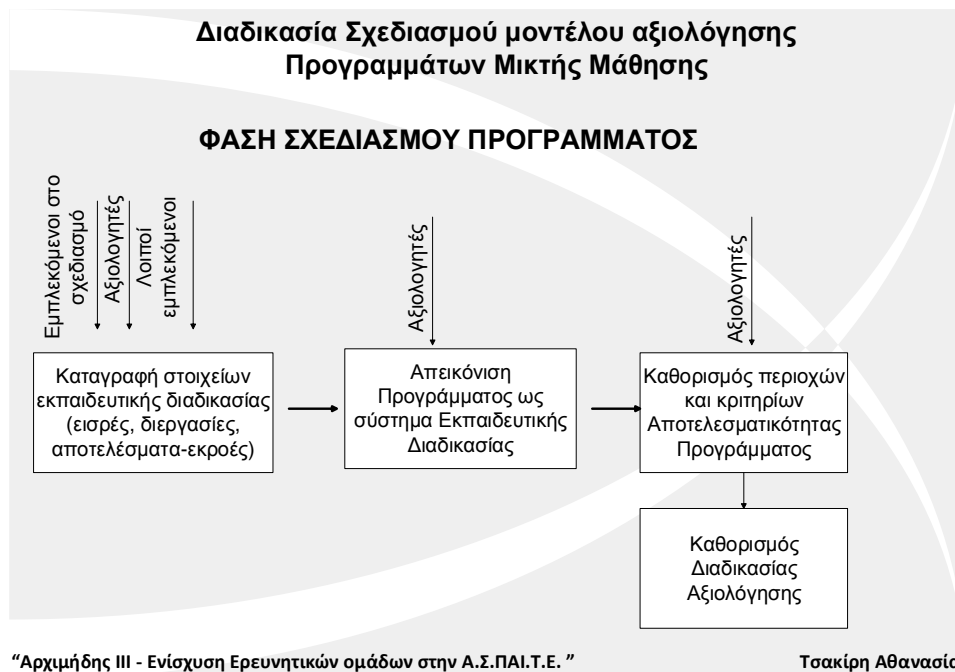 Διαδικασία Σχεδιασμού μοντέλου αξιολόγησης
Προγραμμάτων Μικτής Μάθησης
ΦΑΣΗ ΣΧΕΔΙΑΣΜΟΥ ΠΡΟΓΡΑΜΜΑΤΟΣ
Εμπλεκόμενοι στο
σχεδιασμό
Αξιολογητές
Λοιποί
εμπλεκόμενοι
Αξιολογητές
Αξιολογητές
Καταγραφή στοιχείων
εκπαιδευτικής διαδικασίας
(εισρές, διεργασίες,
αποτελέσματα-εκροές)
Απεικόνιση
Προγράμματος ως
σύστημα Εκπαιδευτικής
Διαδικασίας
Καθορισμός περιοχών
και κριτηρίων
Αποτελεσματικότητας
Προγράμματος
Καθορισμός
Διαδικασίας
Αξιολόγησης
“Αρχιμήδης ΙΙΙ - Ενίσχυση Ερευνητικών ομάδων στην Α.Σ.ΠΑΙ.Τ.Ε. ”
Τσακίρη Αθανασία